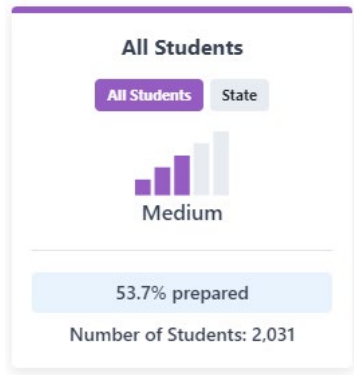 All Students
All Students State
Medium
53.7% prepared
Number of Students: 2,031